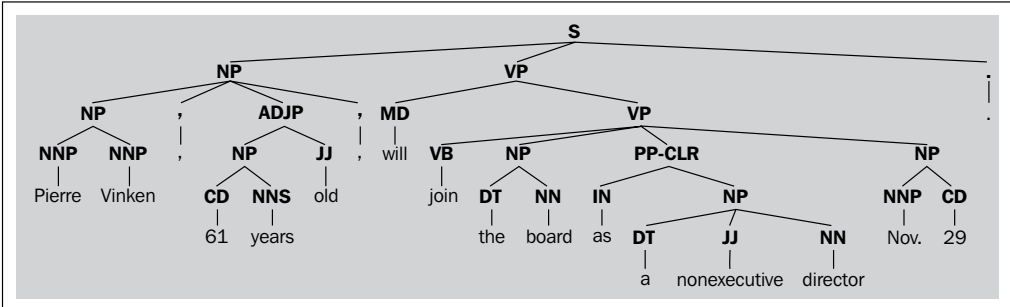 S
NP VP .
NP , ADJP , MD VP .
NNP NNP , NP JJ , will VB NP PP-CLR NP
Pierre Vinken CD NNS old join DT NN IN NP NNP CD
61 years the board as DT JJ NN Nov. 29
a nonexecutive director